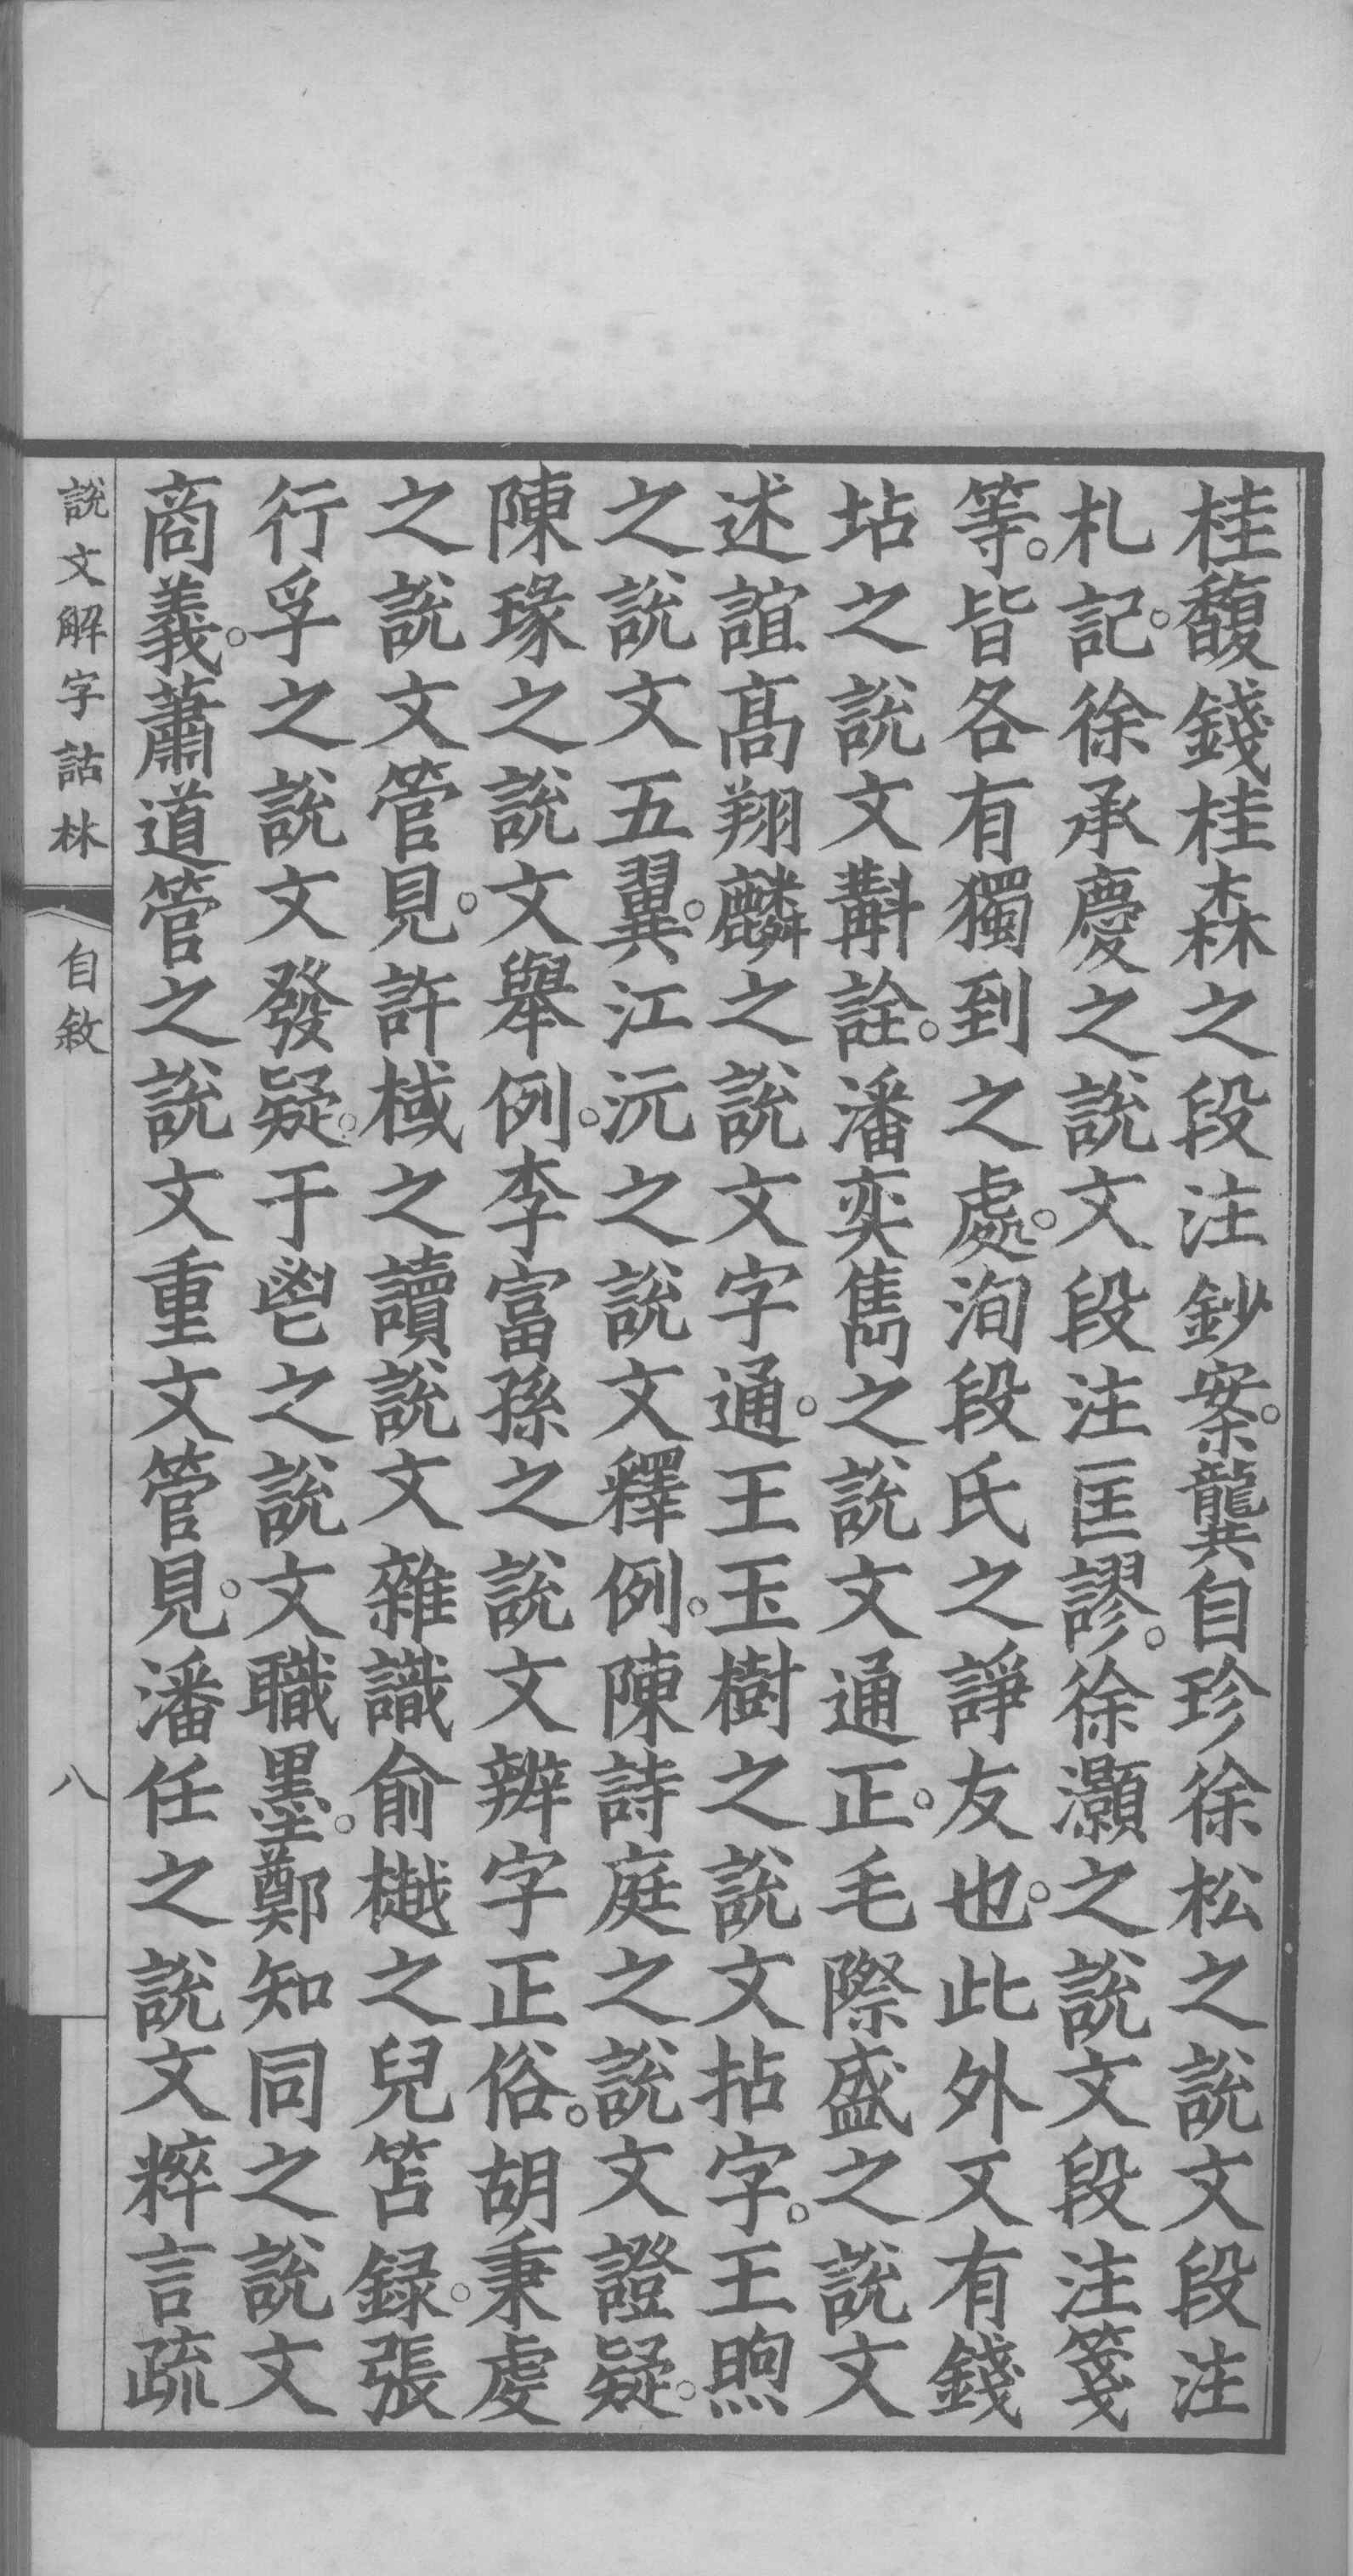 桂馥錢桂森之段注鈔案。龔自珍徐松之說文段注
札記。徐承慶之說文段注匡謬。徐灝之說文段注箋
等。皆各有獨到之處。洵段氏之諍友也。此外又有錢
坫之說文斠詮。潘奕雋之說文通正。毛際盛之說文
述誼高翔麟之說文字通。王玉樹之說文拈字。王煦
之說文五翼。江沅之說文釋例。陳詩庭之說文證疑。
陳瑑之說文舉例。李富孫之說文辨字正俗。胡秉虔
之說文管見。許棫之讀說文雜識俞樾之兒笘録。張
行孚之說文發疑。于鬯之說文職墨。鄭知同之說文
商義。蕭道管之說文重文管見。潘任之說文粹言疏
說文解字詁林
自敘
八